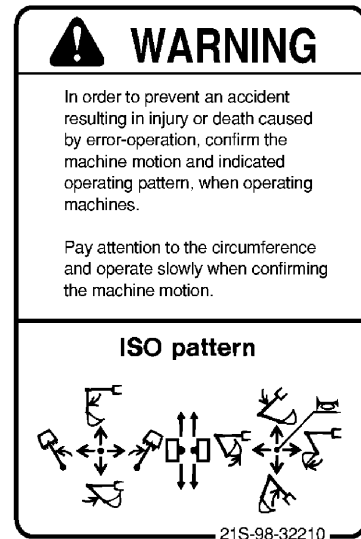 WARNING
In order to prevent an accident
resulting in injury or death caused
by error-operation, confirm the
machine motion and indicated
operating pattern, when operating
machines.
Pay attention to the circumference
and operate slowly when confirming
the machine motion.
ISO pattern
21S-98-32210